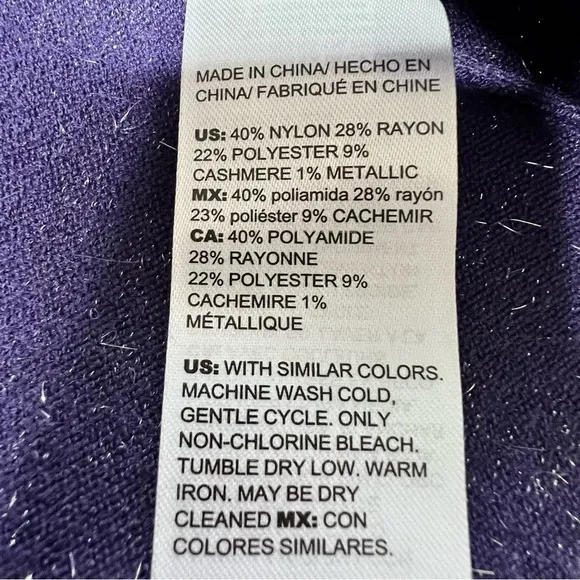 MADE IN CHINA/ HECHO EN
CHINA/ FABRIQUÉ EN CHINE
US: 40% NYLON 28% RAYON
22% POLYESTER 9%
CASHMERE 1% METALLIC
MX: 40% poliamida 28% rayón
23% poliéster 9% CACHEMIR
CA: 40% POLYAMIDE
28% RAYONNE
22% POLYESTER 9%
CACHEMIRE 1%
MÉTALLIQUE
US: WITH SIMILAR COLORS.
MACHINE WASH COLD,
GENTLE CYCLE. ONLY
NON-CHLORINE BLEACH.
TUMBLE DRY LOW. WARM
IRON. MAY BE DRY
CLEANED MX: CON
COLORES SIMILARES.